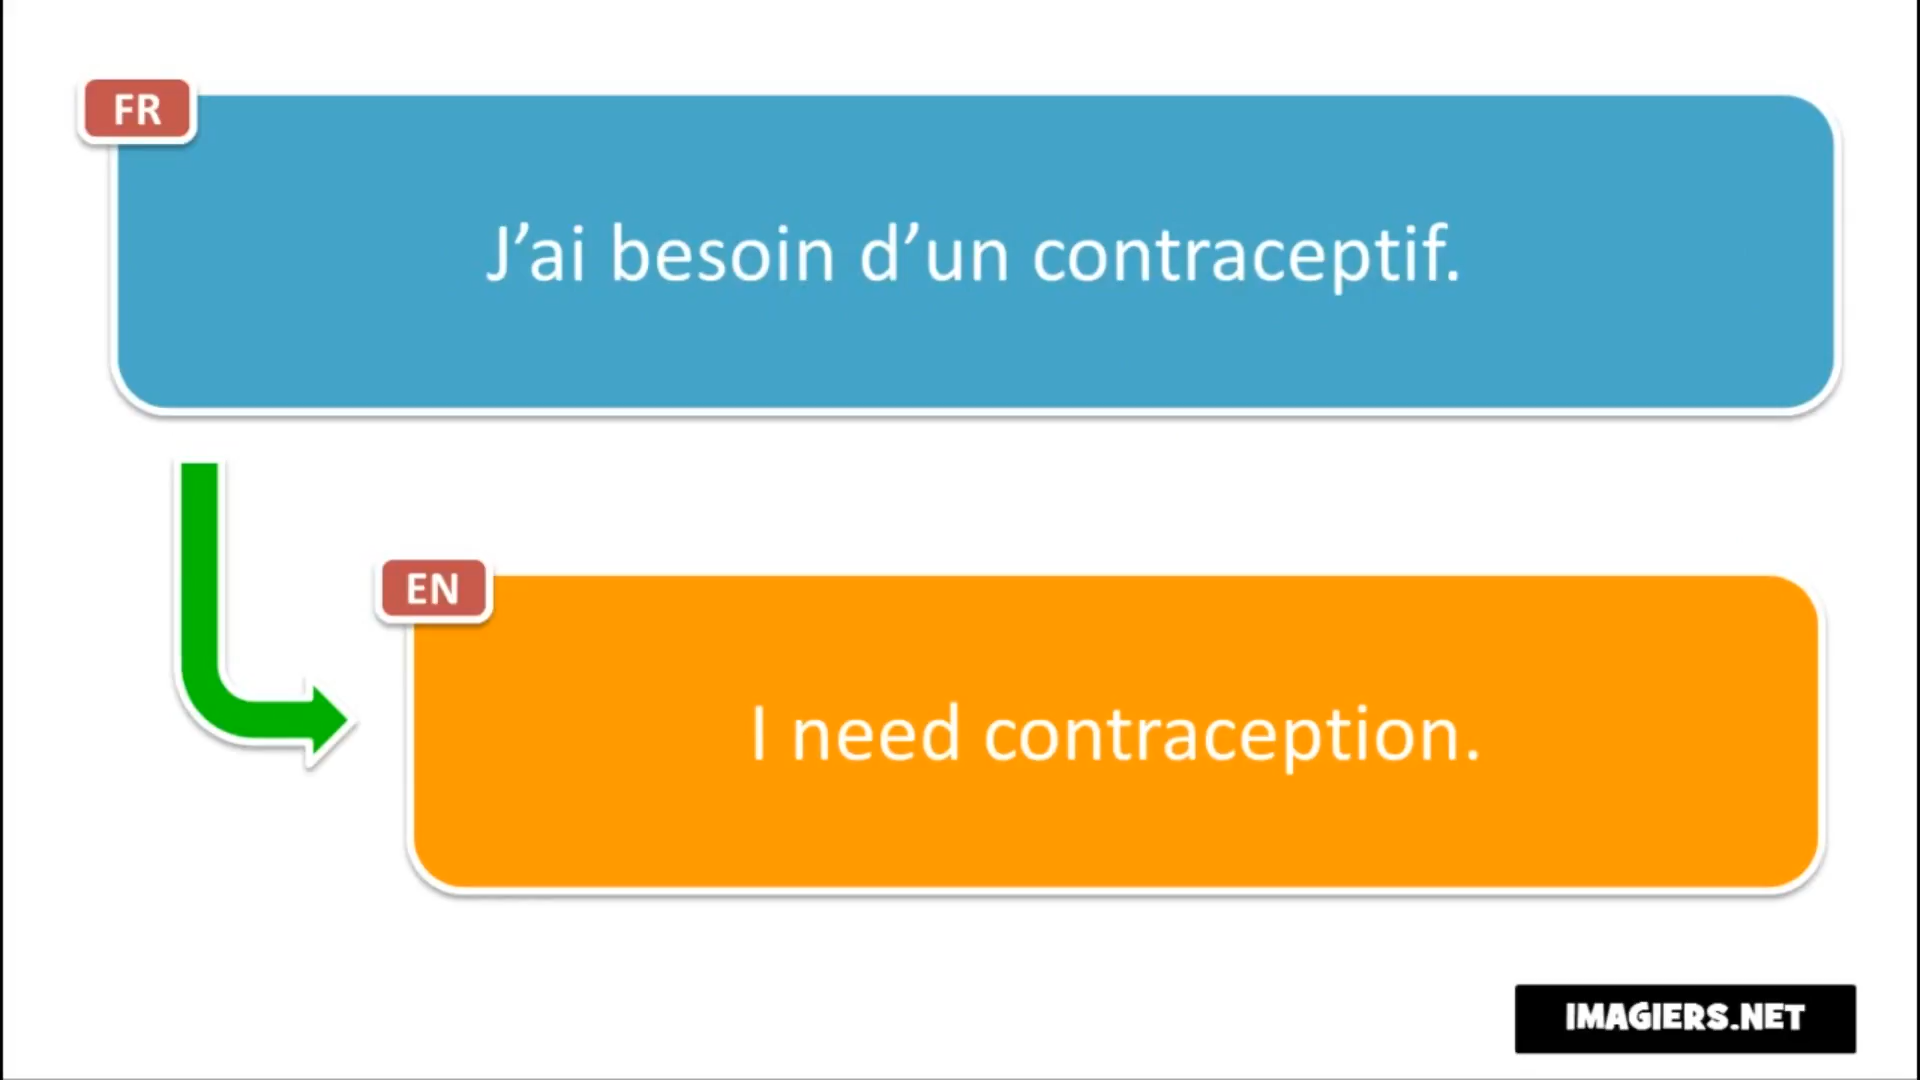 FR
J’ai besoin d’un contraceptif.
EN
I need contraception.
IMAGIERS.NET